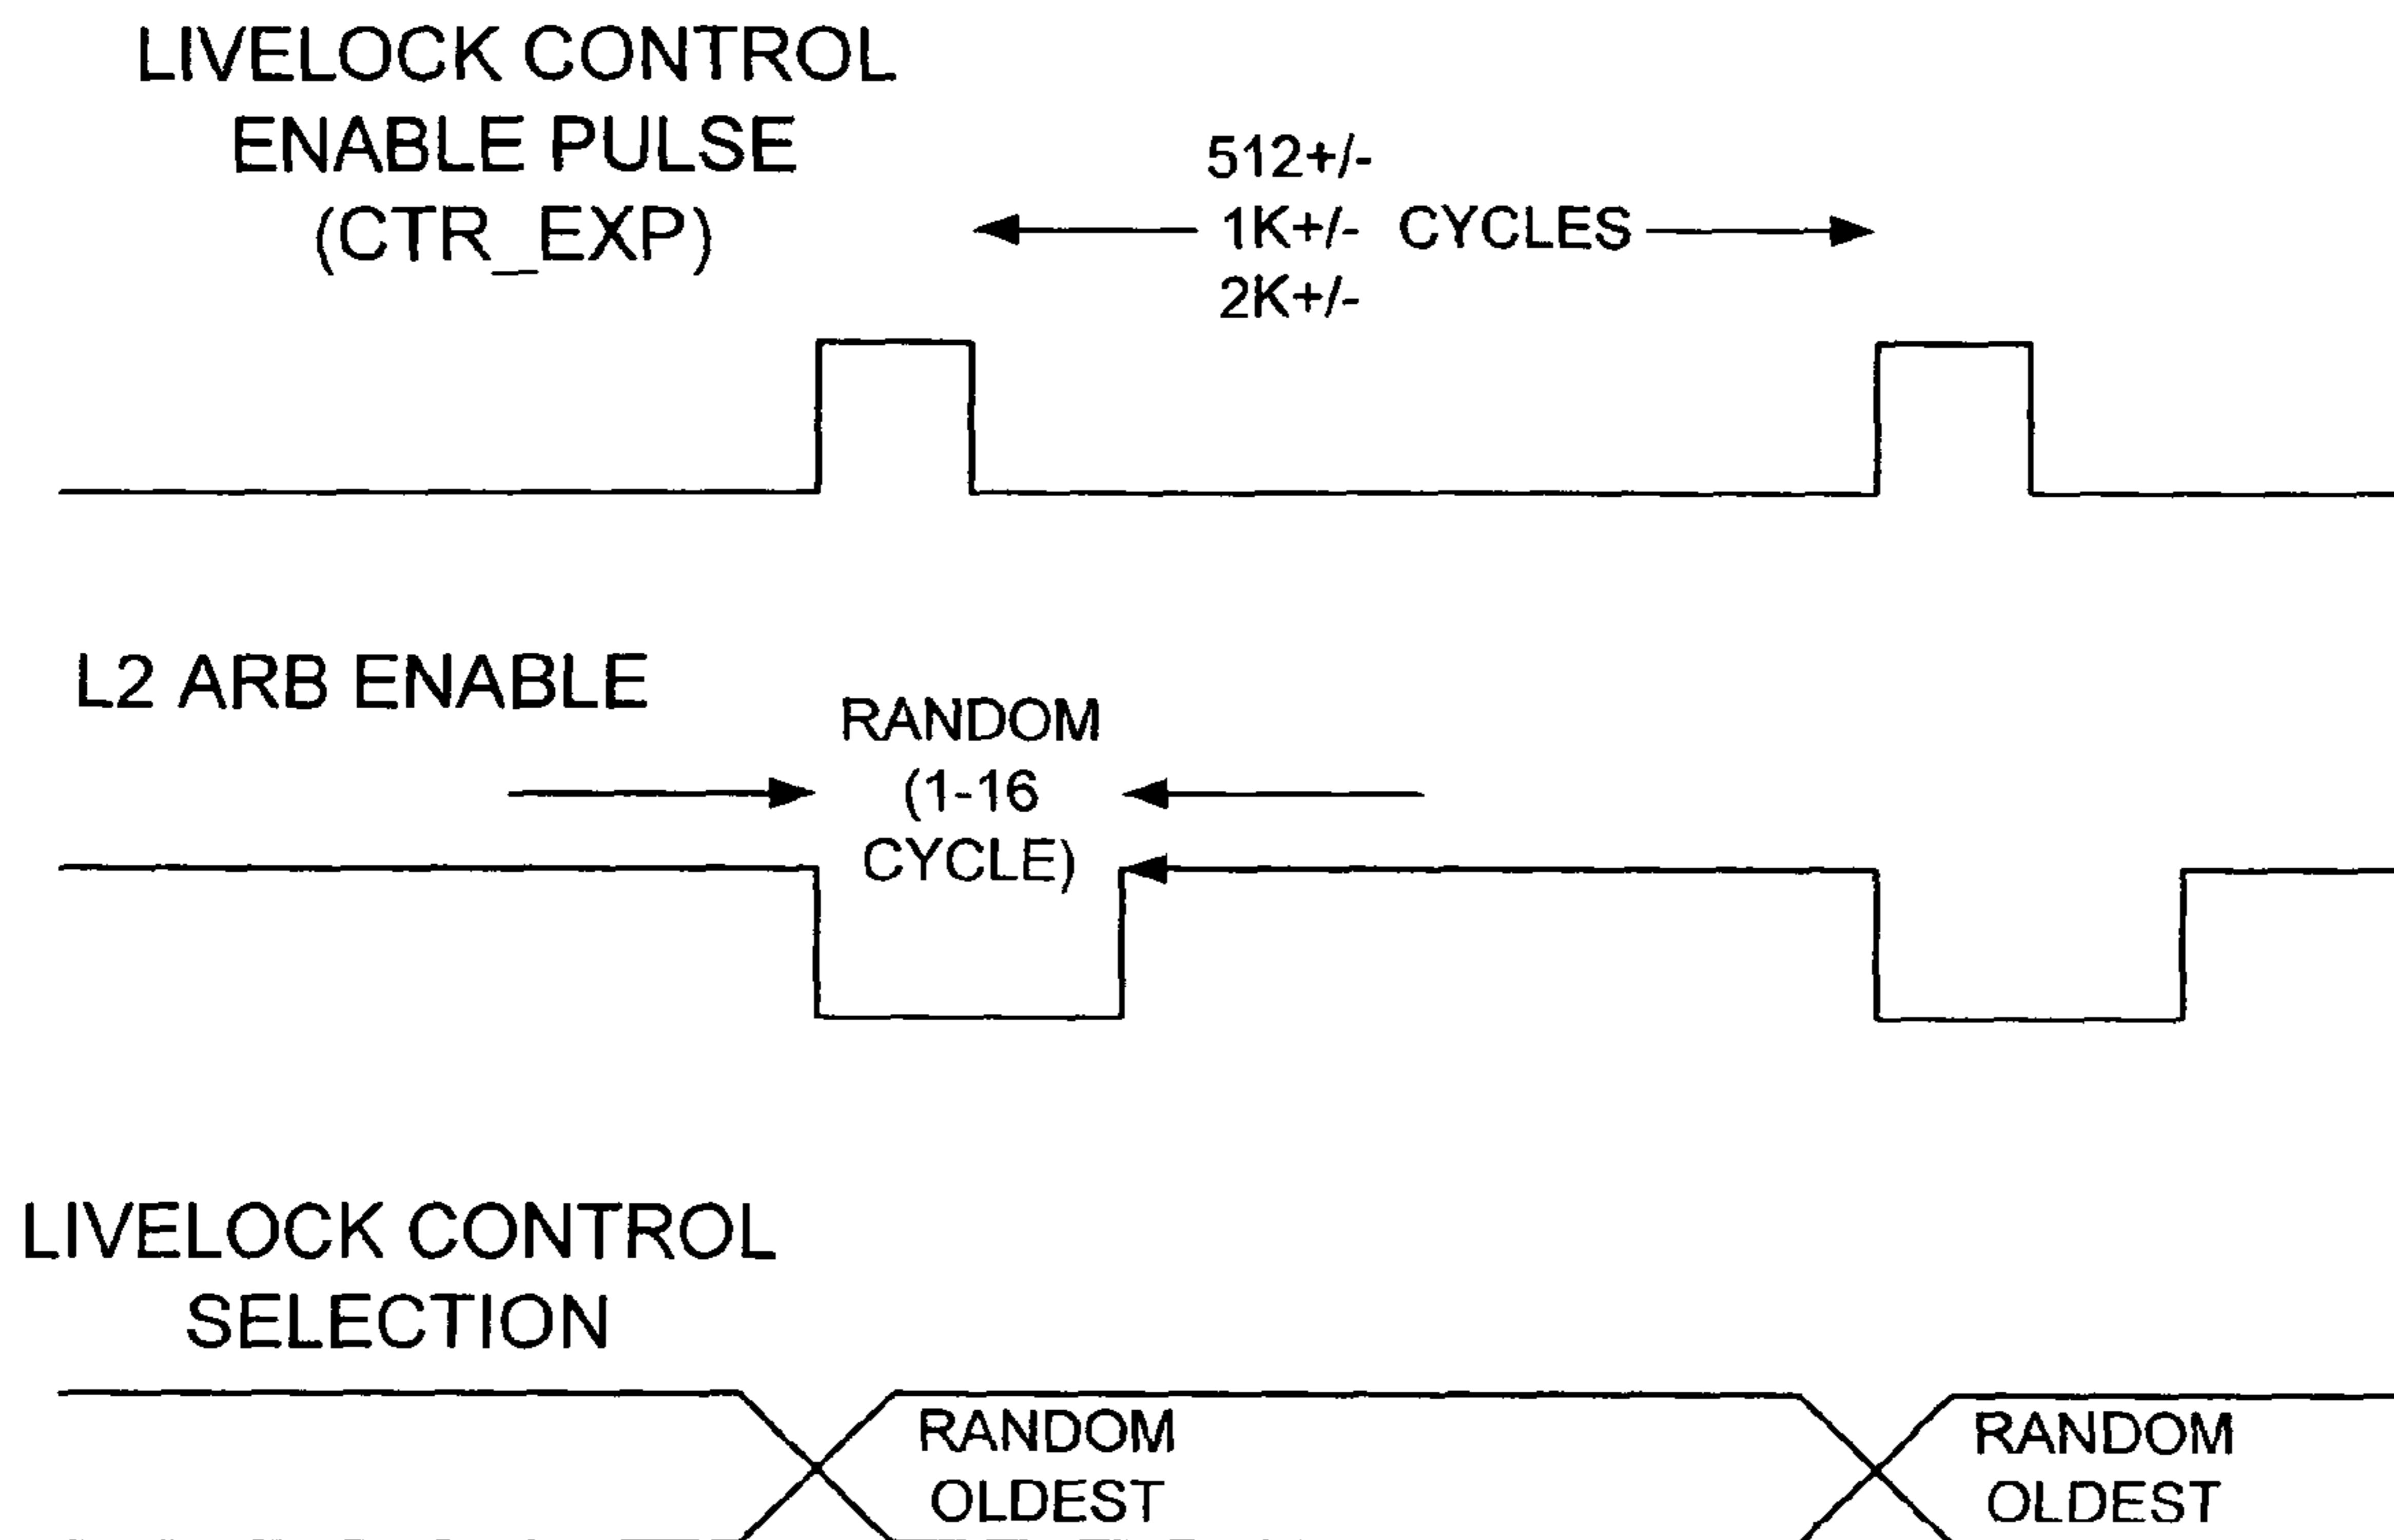 LIVELOCK CONTROL
ENABLE PULSE
(CTR_EXP)
512+/-
1K+/- CYCLES
2K+/-
L2 ARB ENABLE
RANDOM
(1-16
CYCLE)
LIVELOCK CONTROL
SELECTION
RANDOM
OLDEST
RANDOM
OLDEST